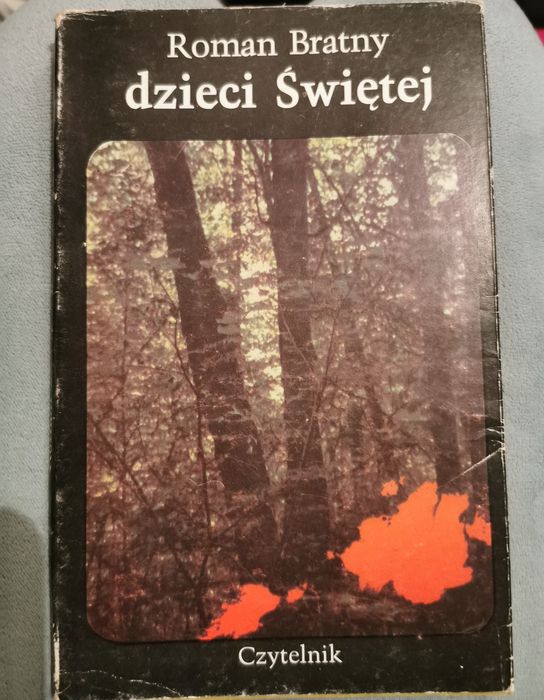 Roman Bratny
dzieci Świętej
Czytelnik